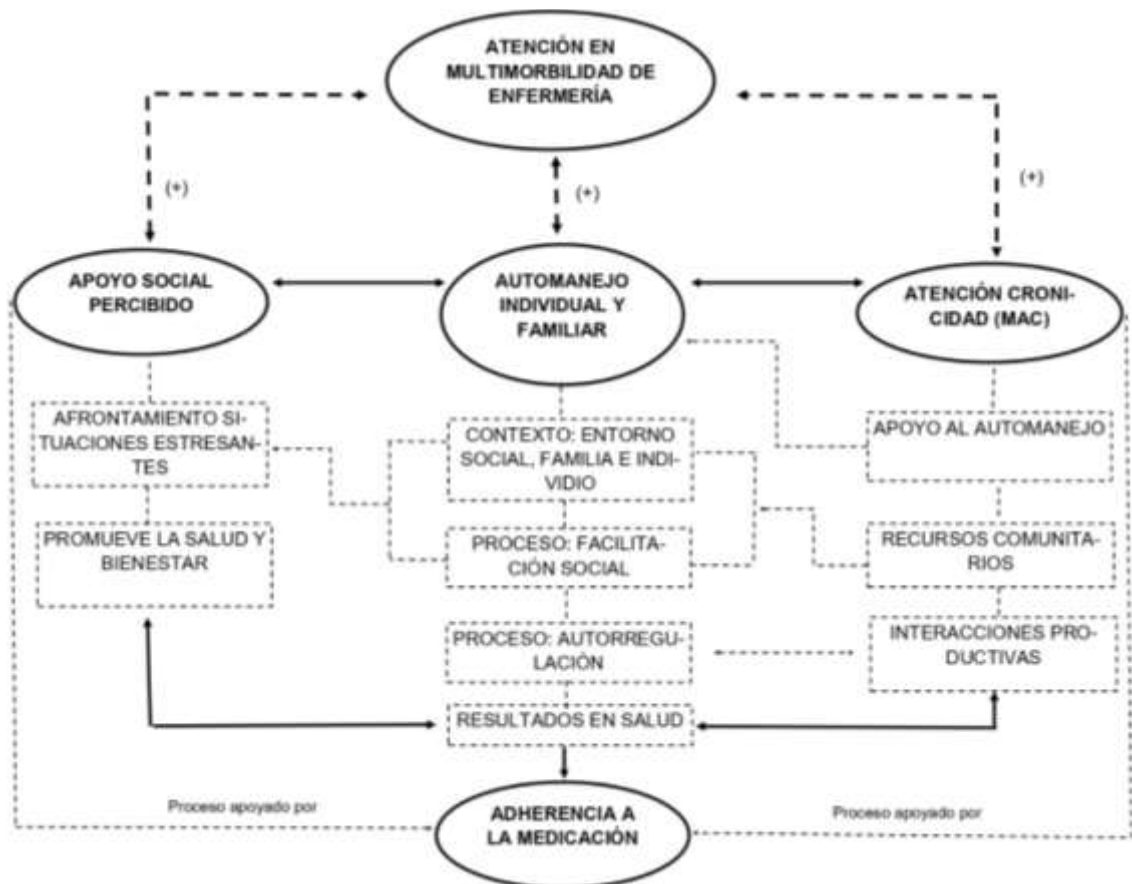 ATENCIÓN EN
MULTIMORBILIDAD DE
ENFERMERÍA
(+)
(+)
(+)
APOYO SOCIAL
PERCIBIDO
AUTOMANEJO
INDIVIDUAL Y
FAMILIAR
ATENCIÓN CRONI-
CIDAD (MAC)
AFRONTAMIENTO SI-
TUACIONES ESTRESAN-
TES
CONTEXTO: ENTORNO
SOCIAL, FAMILIA E INDI-
VIDIO
APOYO AL AUTOMANEJO
PROMUEVE LA SALUD Y
BIENESTAR
PROCESO: FACILITA-
CIÓN SOCIAL
RECURSOS COMUNITA-
RIOS
PROCESO: AUTORREGU-
LACIÓN
INTERACCIONES PRO-
DUCTIVAS
RESULTADOS EN SALUD
Proceso apoyado por
Proceso apoyado por
ADHERENCIA A
LA MEDICACIÓN